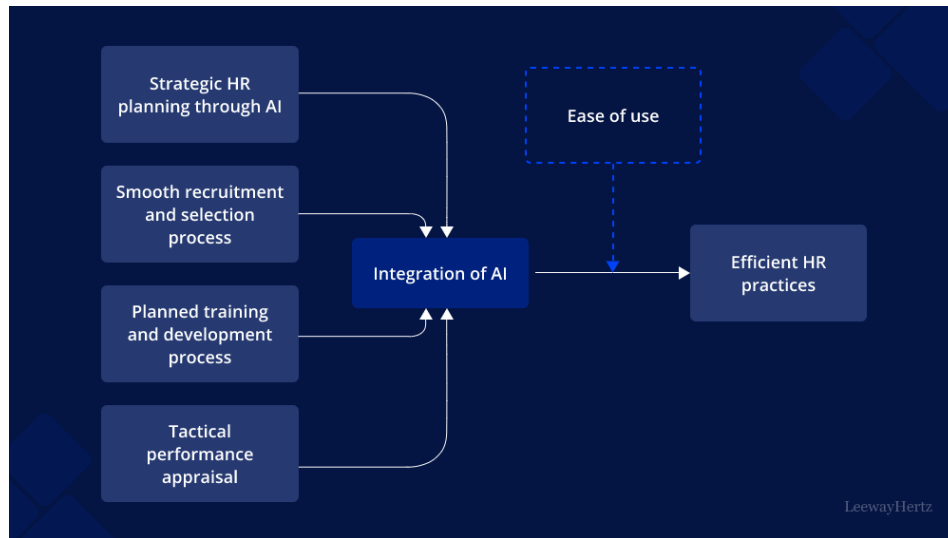 Strategic HR
planning through AI
Smooth recruitment
and selection
process
Planned training
and development
process
Tactical
performance
appraisal
Integration of AI
Ease of use
Efficient HR
practices
LeewayHertz